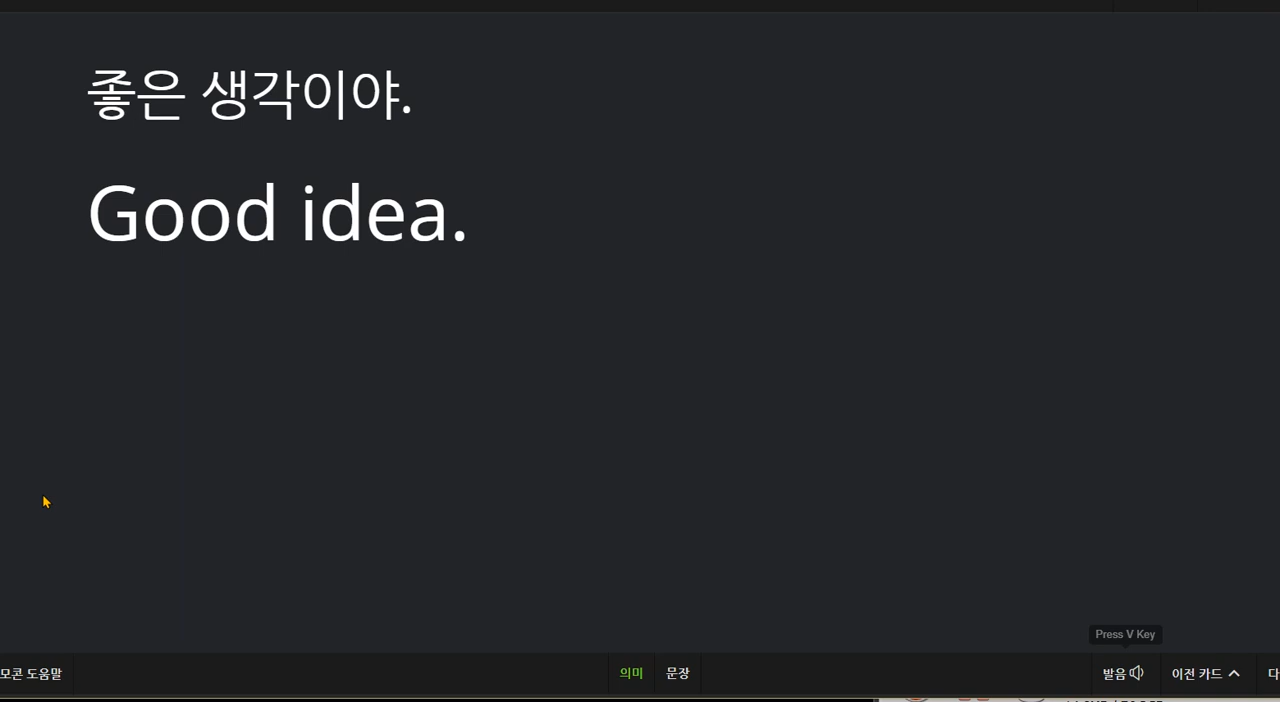 좋은 생각이야.
Good idea.
Press V Key
모콘 도움말
의미
문장
발음
이전 카드
다